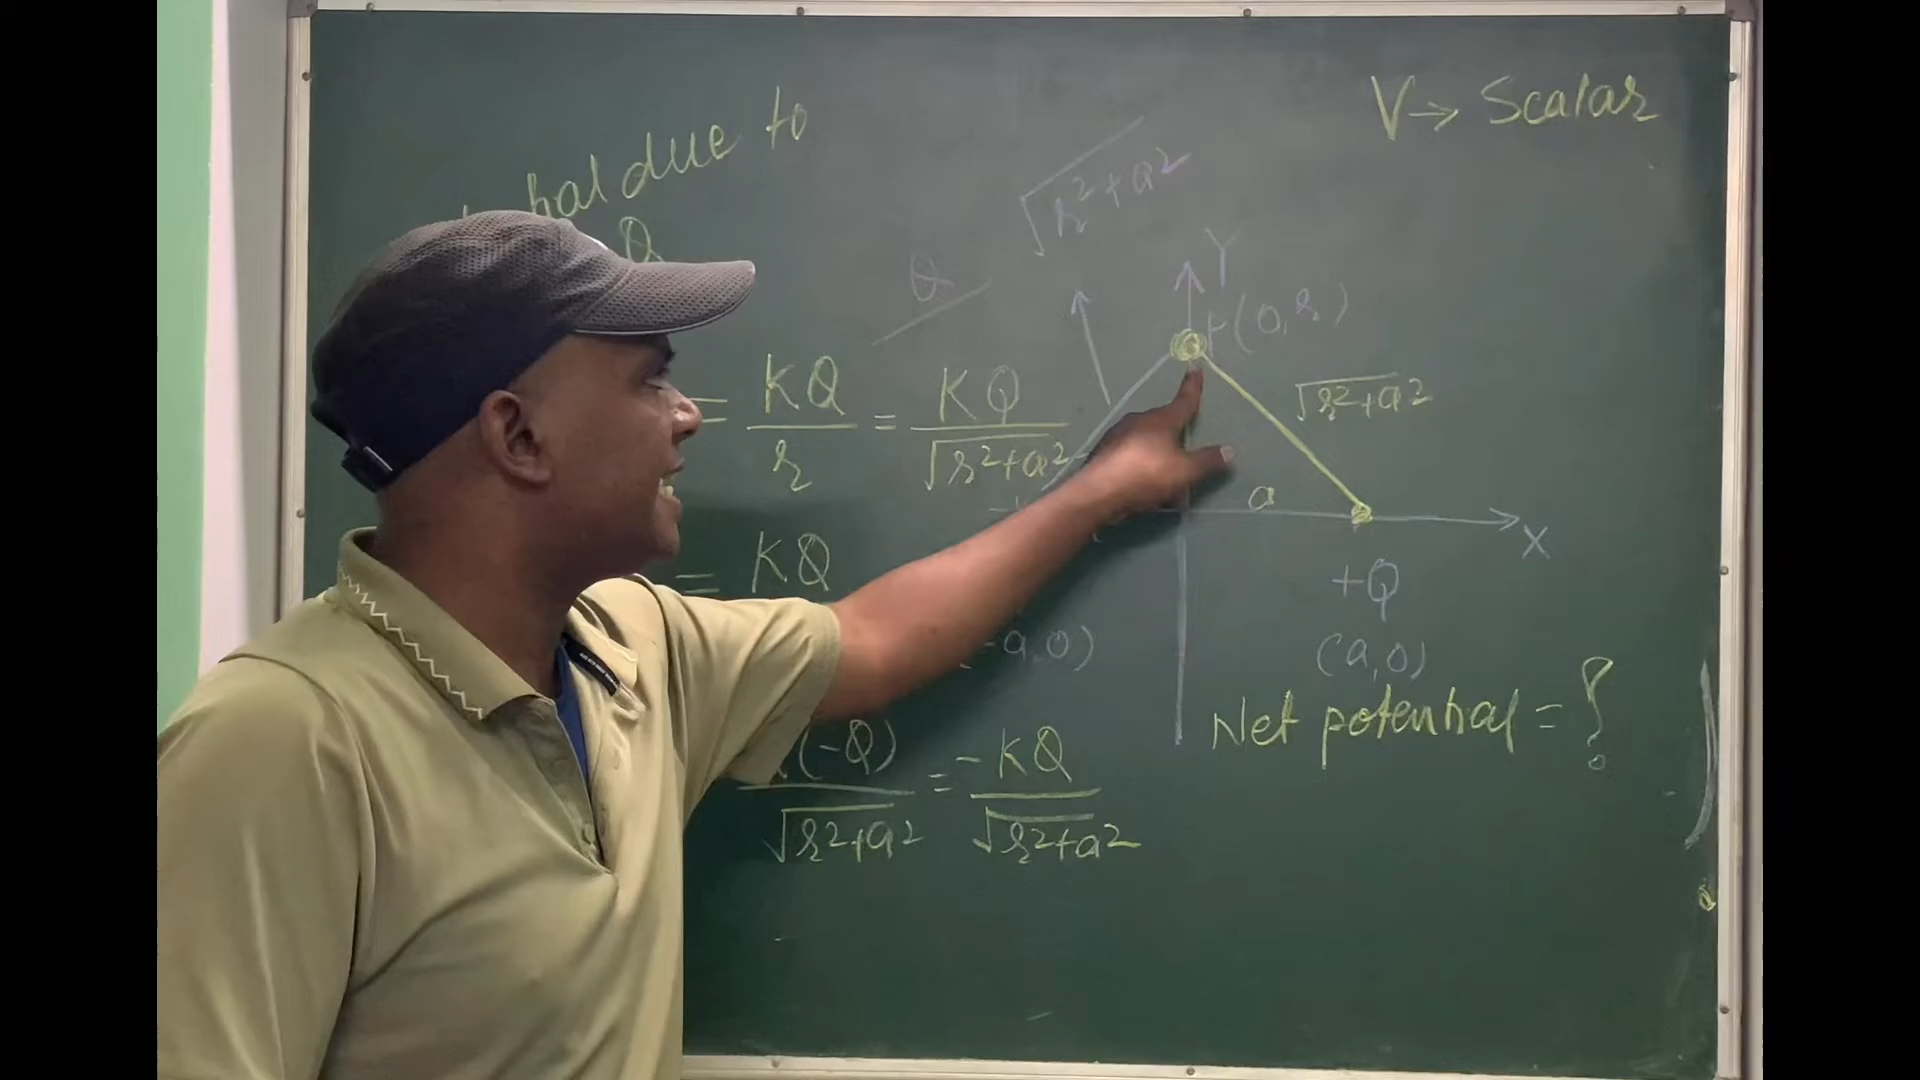 V → Scalar
due to
Q
√r²+a²
Y
Q
(0,r)
= KQ/r = KQ/√r²+a²
√r²+a²
a
X
= KQ
+Q
(-a,0)
(a,0)
Net potential = ?
(-Q)/√r²+a² = -KQ/√r²+a²